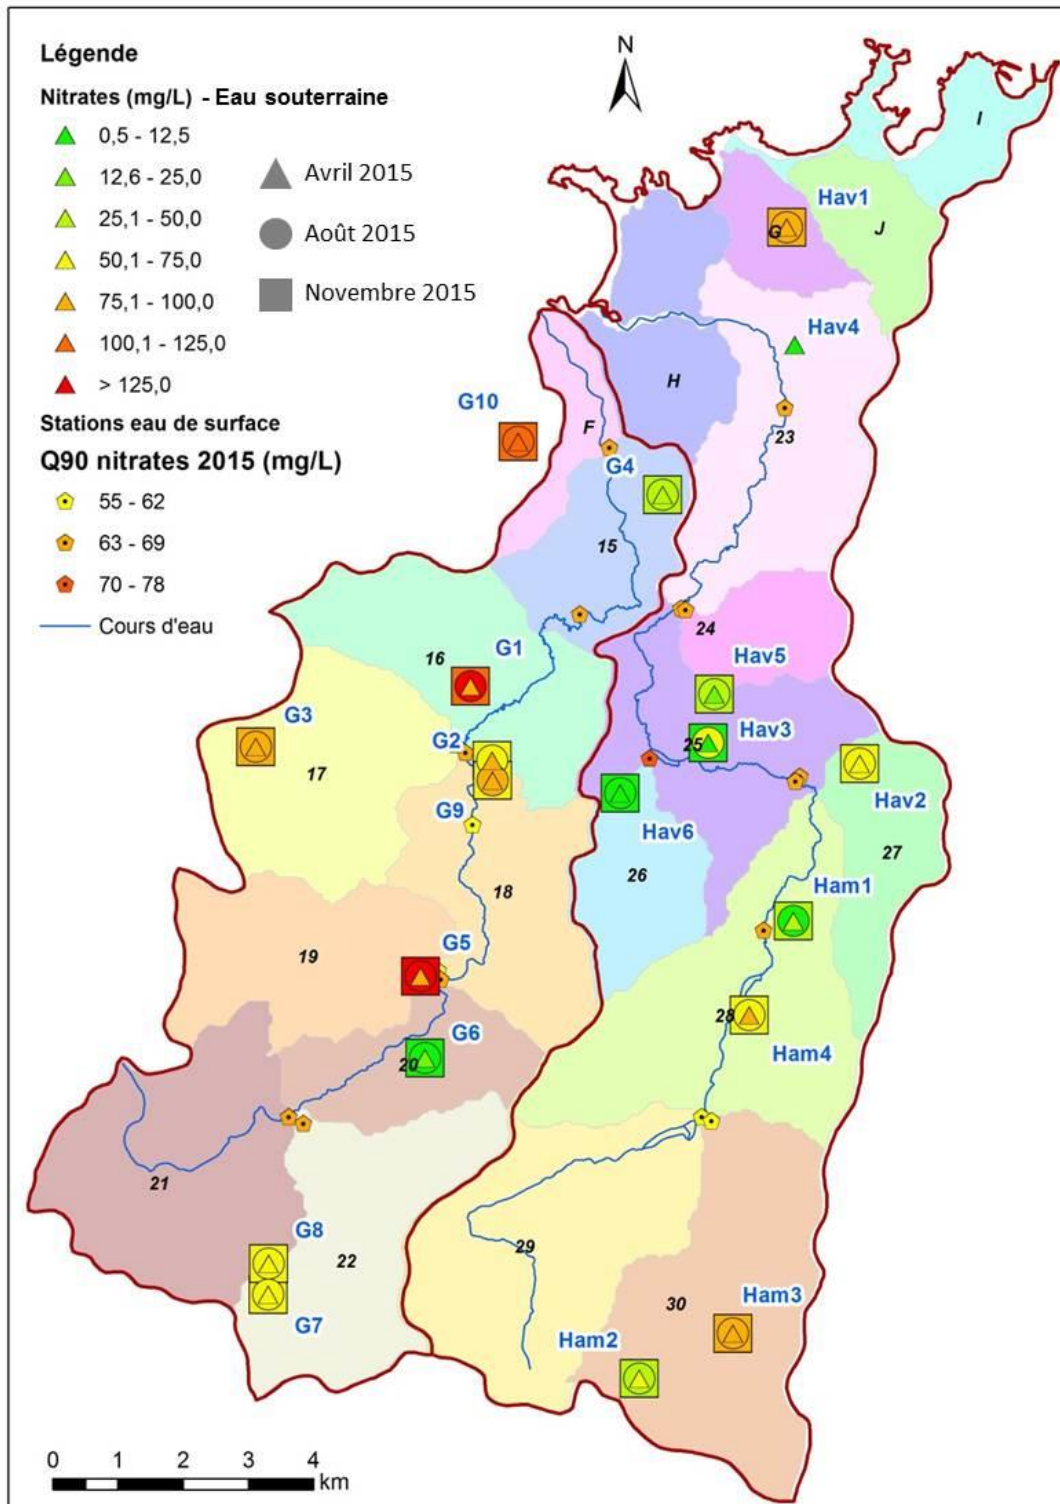 Légende
Nitrates (mg/L) - Eau souterraine
0,5 - 12,5
12,6 - 25,0
25,1 - 50,0
50,1 - 75,0
75,1 - 100,0
100,1 - 125,0
> 125,0
Avril 2015
Août 2015
Novembre 2015
Stations eau de surface
Q90 nitrates 2015 (mg/L)
55 - 62
63 - 69
70 - 78
Cours d'eau
N
I
Hav1
G
J
Hav4
H
G10
F
23
G4
15
24
16
G1
Hav5
G3
G2
Hav3
25
17
Hav2
G9
Hav6
27
26
18
Ham1
G5
19
28
G6
Ham4
20
21
G8
29
22
30
Ham3
G7
Ham2
0 1 2 3 4
km